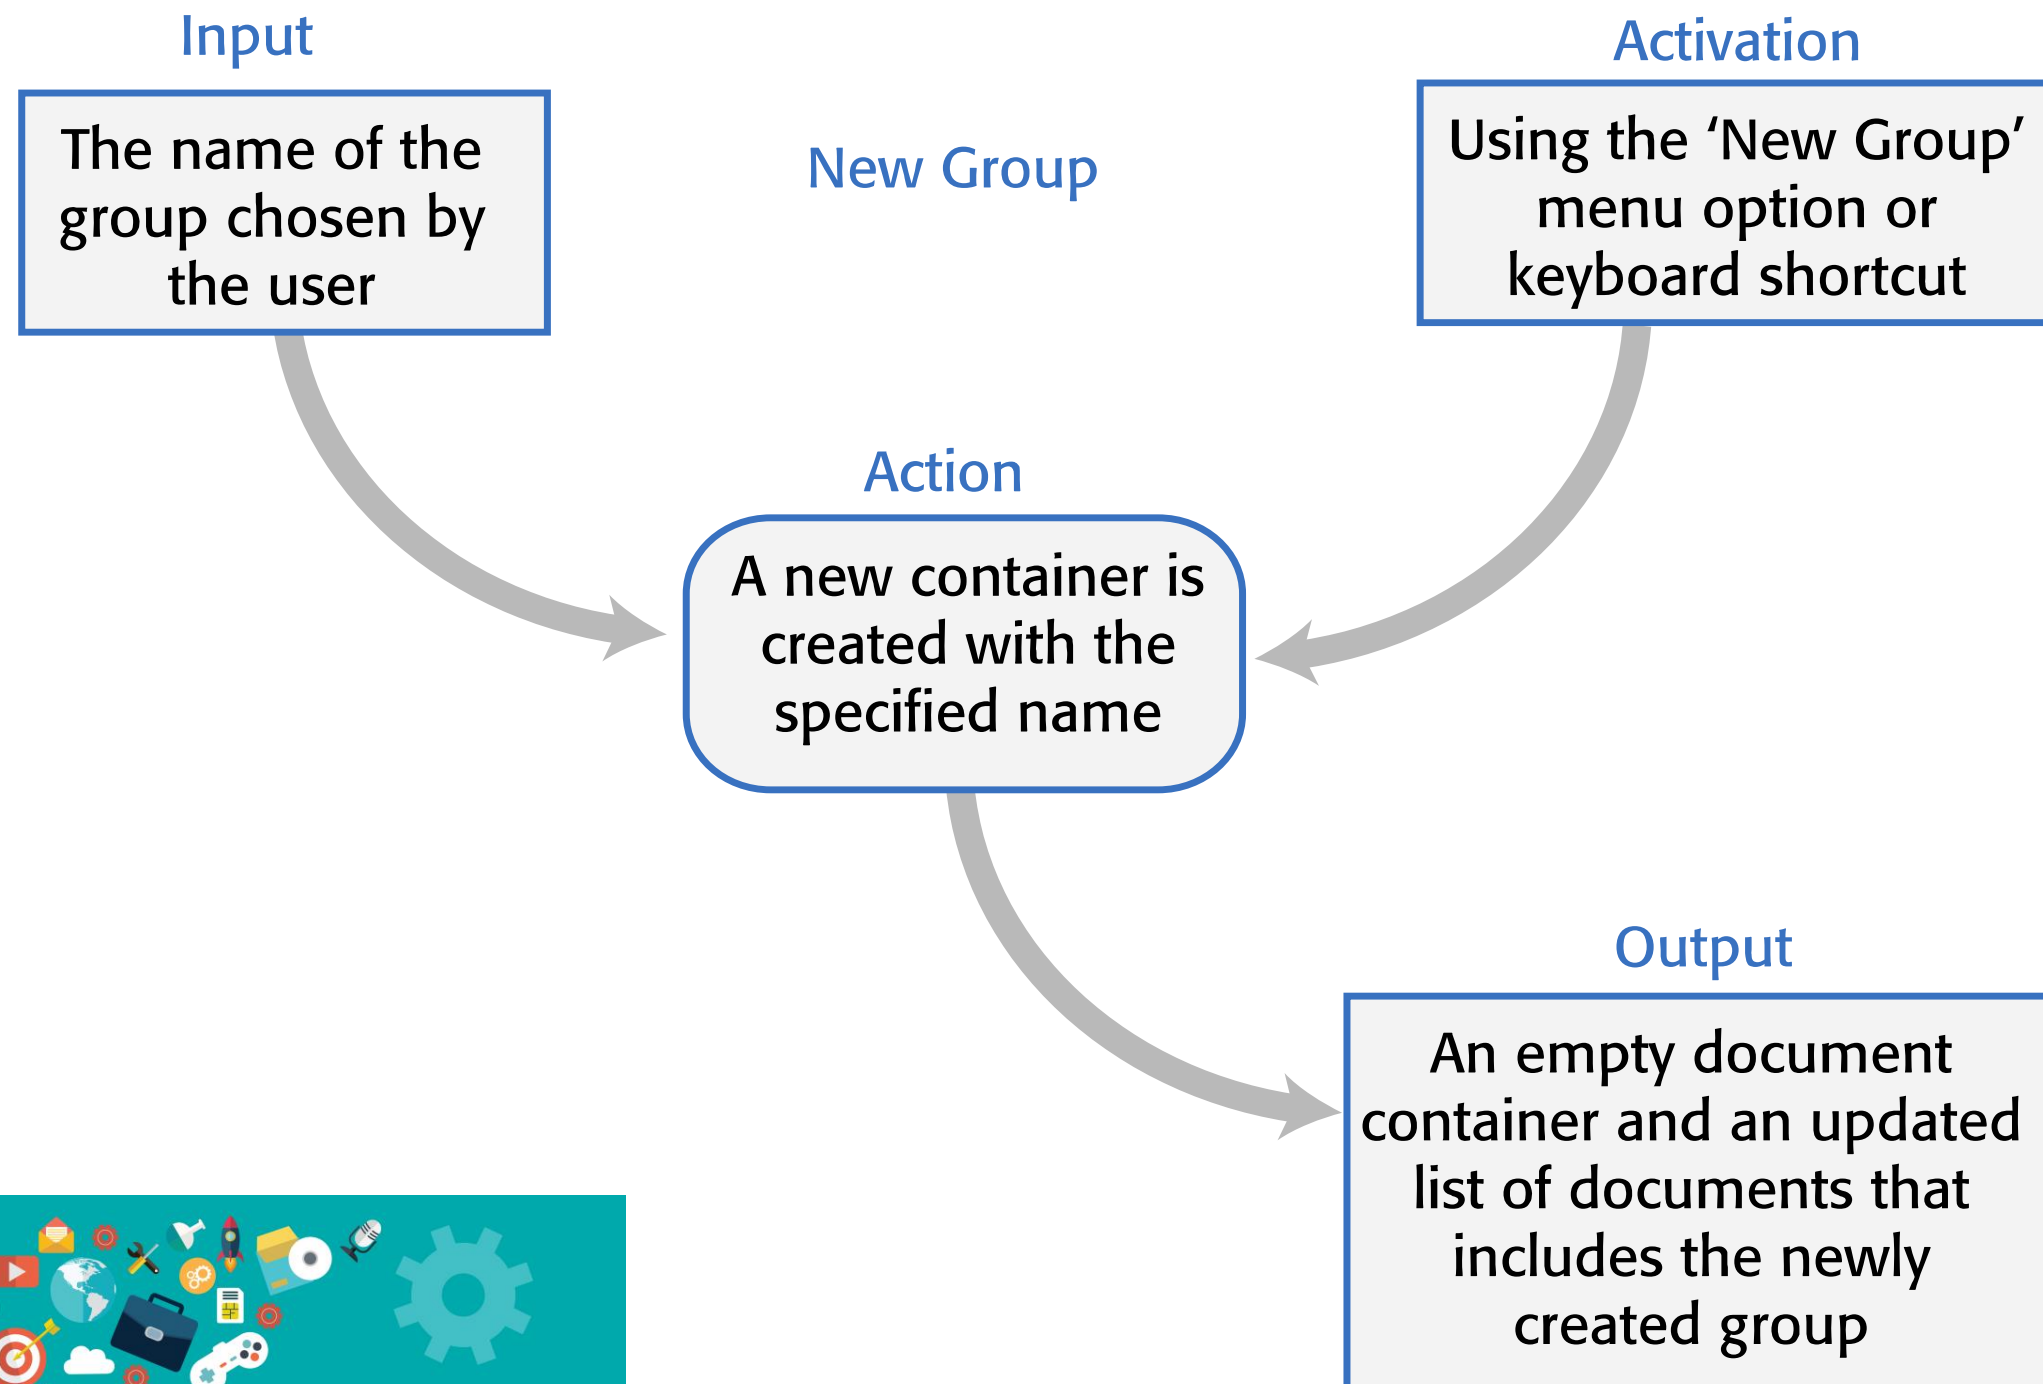 Input
The name of the
group chosen by
the user
New Group
Activation
Using the ‘New Group’
menu option or
keyboard shortcut
Action
A new container is
created with the
specified name
Output
An empty document
container and an updated
list of documents that
includes the newly
created group